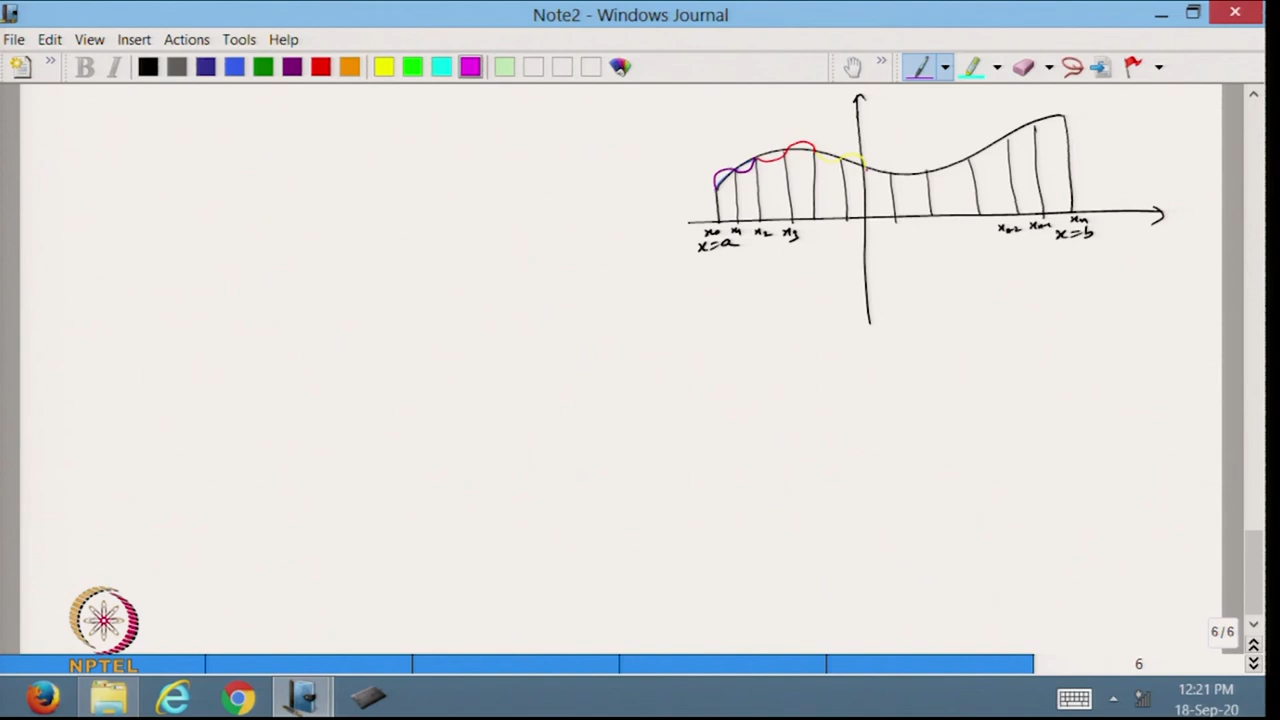 Note2 - Windows Journal
File Edit View Insert Actions Tools Help
B I
x₀ x₁ x₂ x₃ xₙ₋₂ xₙ₋₁ xₙ
x=a x=b
6/6
NPTEL
6
12:21 PM
18-Sep-20